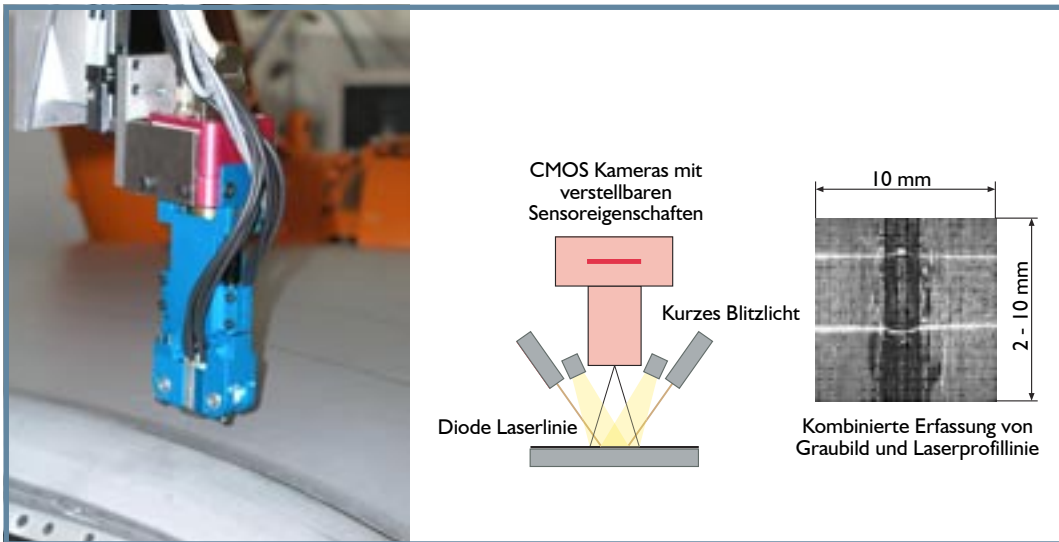 CMOS Kameras mit
verstellbaren
Sensoreigenschaften
Kurzes Blitzlicht
Diode Laserlinie
10 mm
2 - 10 mm
Kombinierte Erfassung von
Graubild und Laserprofillinie